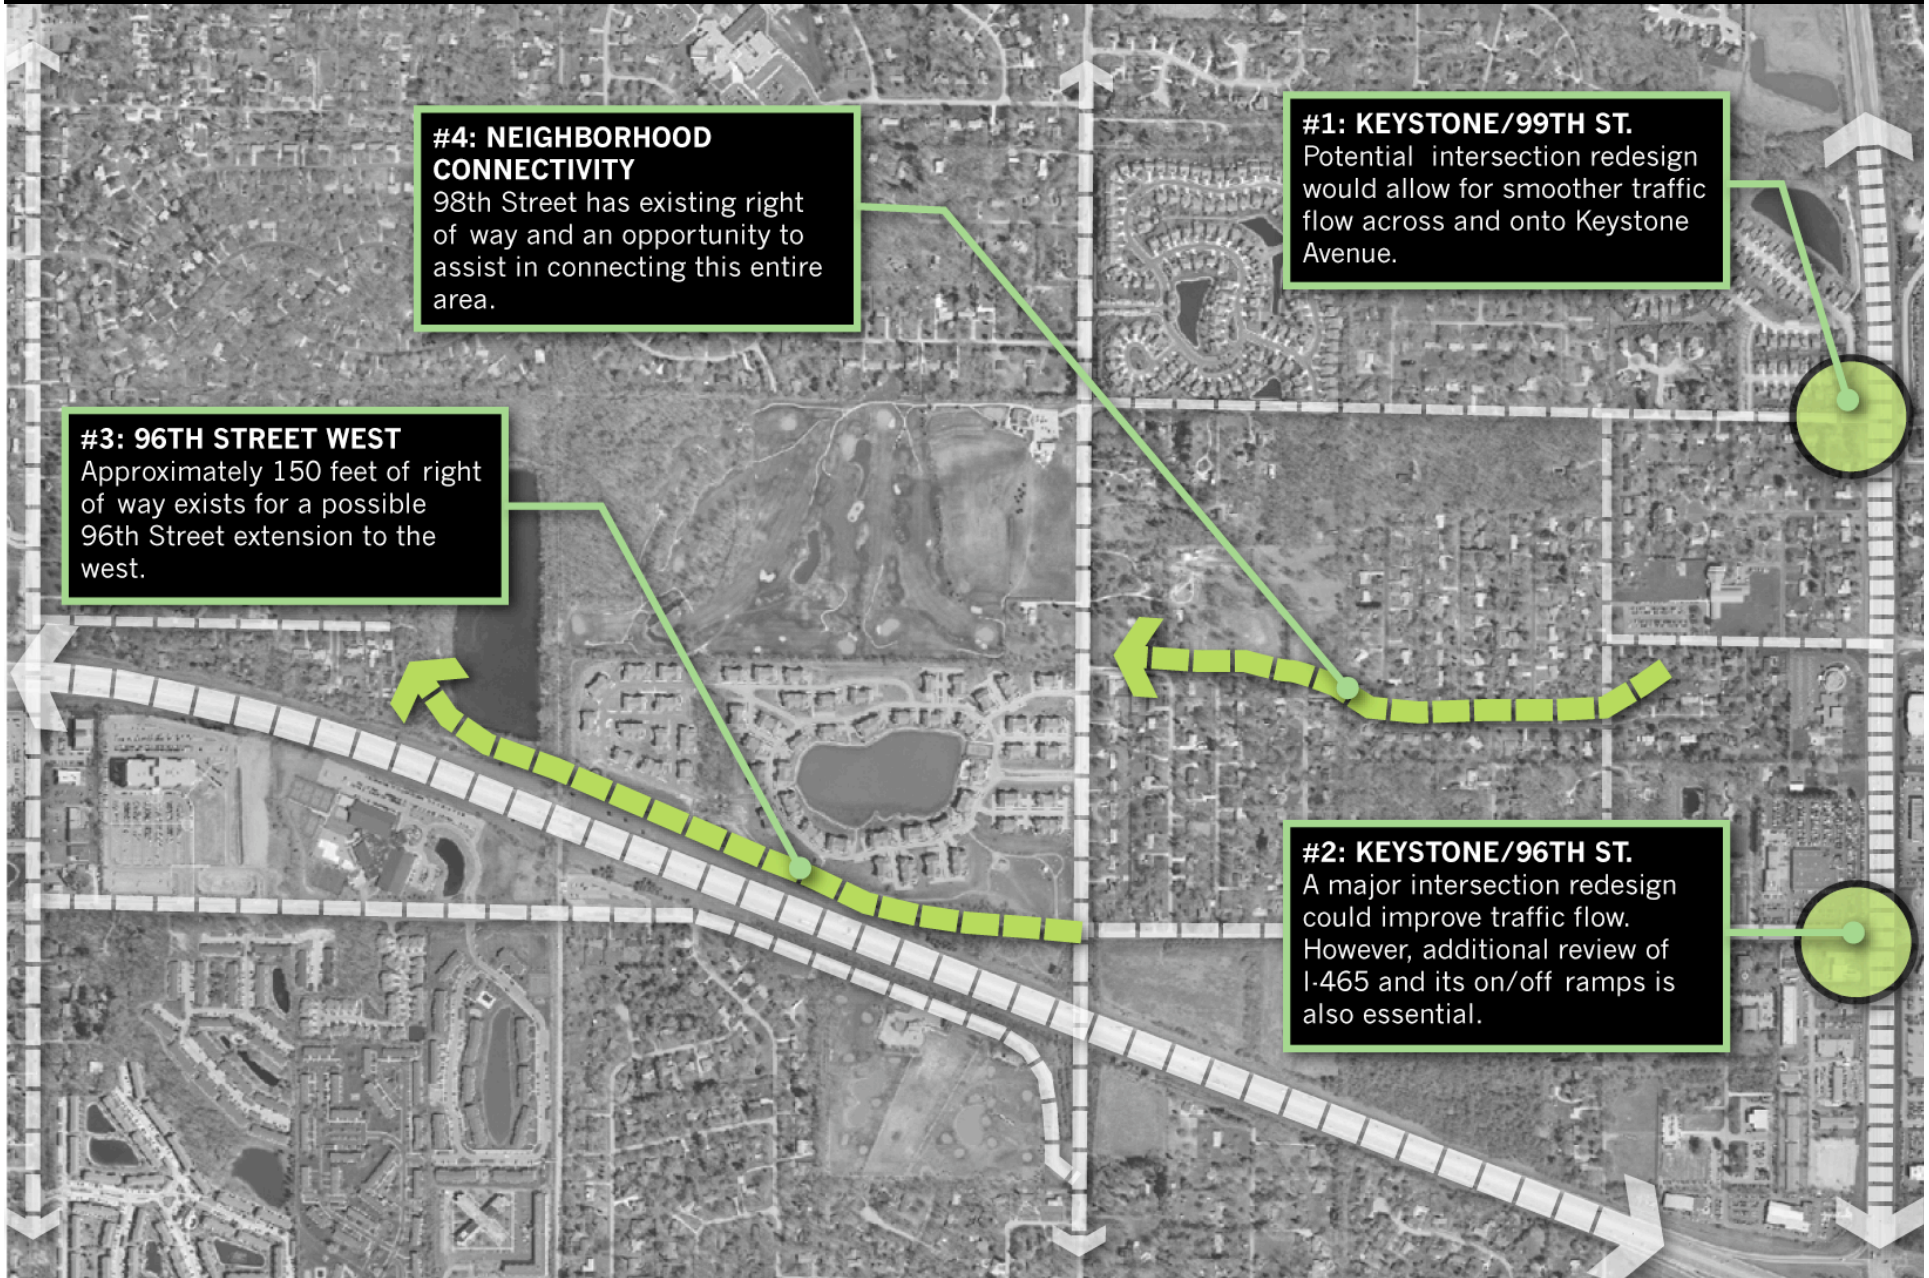 #4: NEIGHBORHOOD
CONNECTIVITY
98th Street has existing right
of way and an opportunity to
assist in connecting this entire
area.
#1: KEYSTONE/99TH ST.
Potential intersection redesign
would allow for smoother traffic
flow across and onto Keystone
Avenue.
#3: 96TH STREET WEST
Approximately 150 feet of right
of way exists for a possible
96th Street extension to the
west.
#2: KEYSTONE/96TH ST.
A major intersection redesign
could improve traffic flow.
However, additional review of
I-465 and its on/off ramps is
also essential.